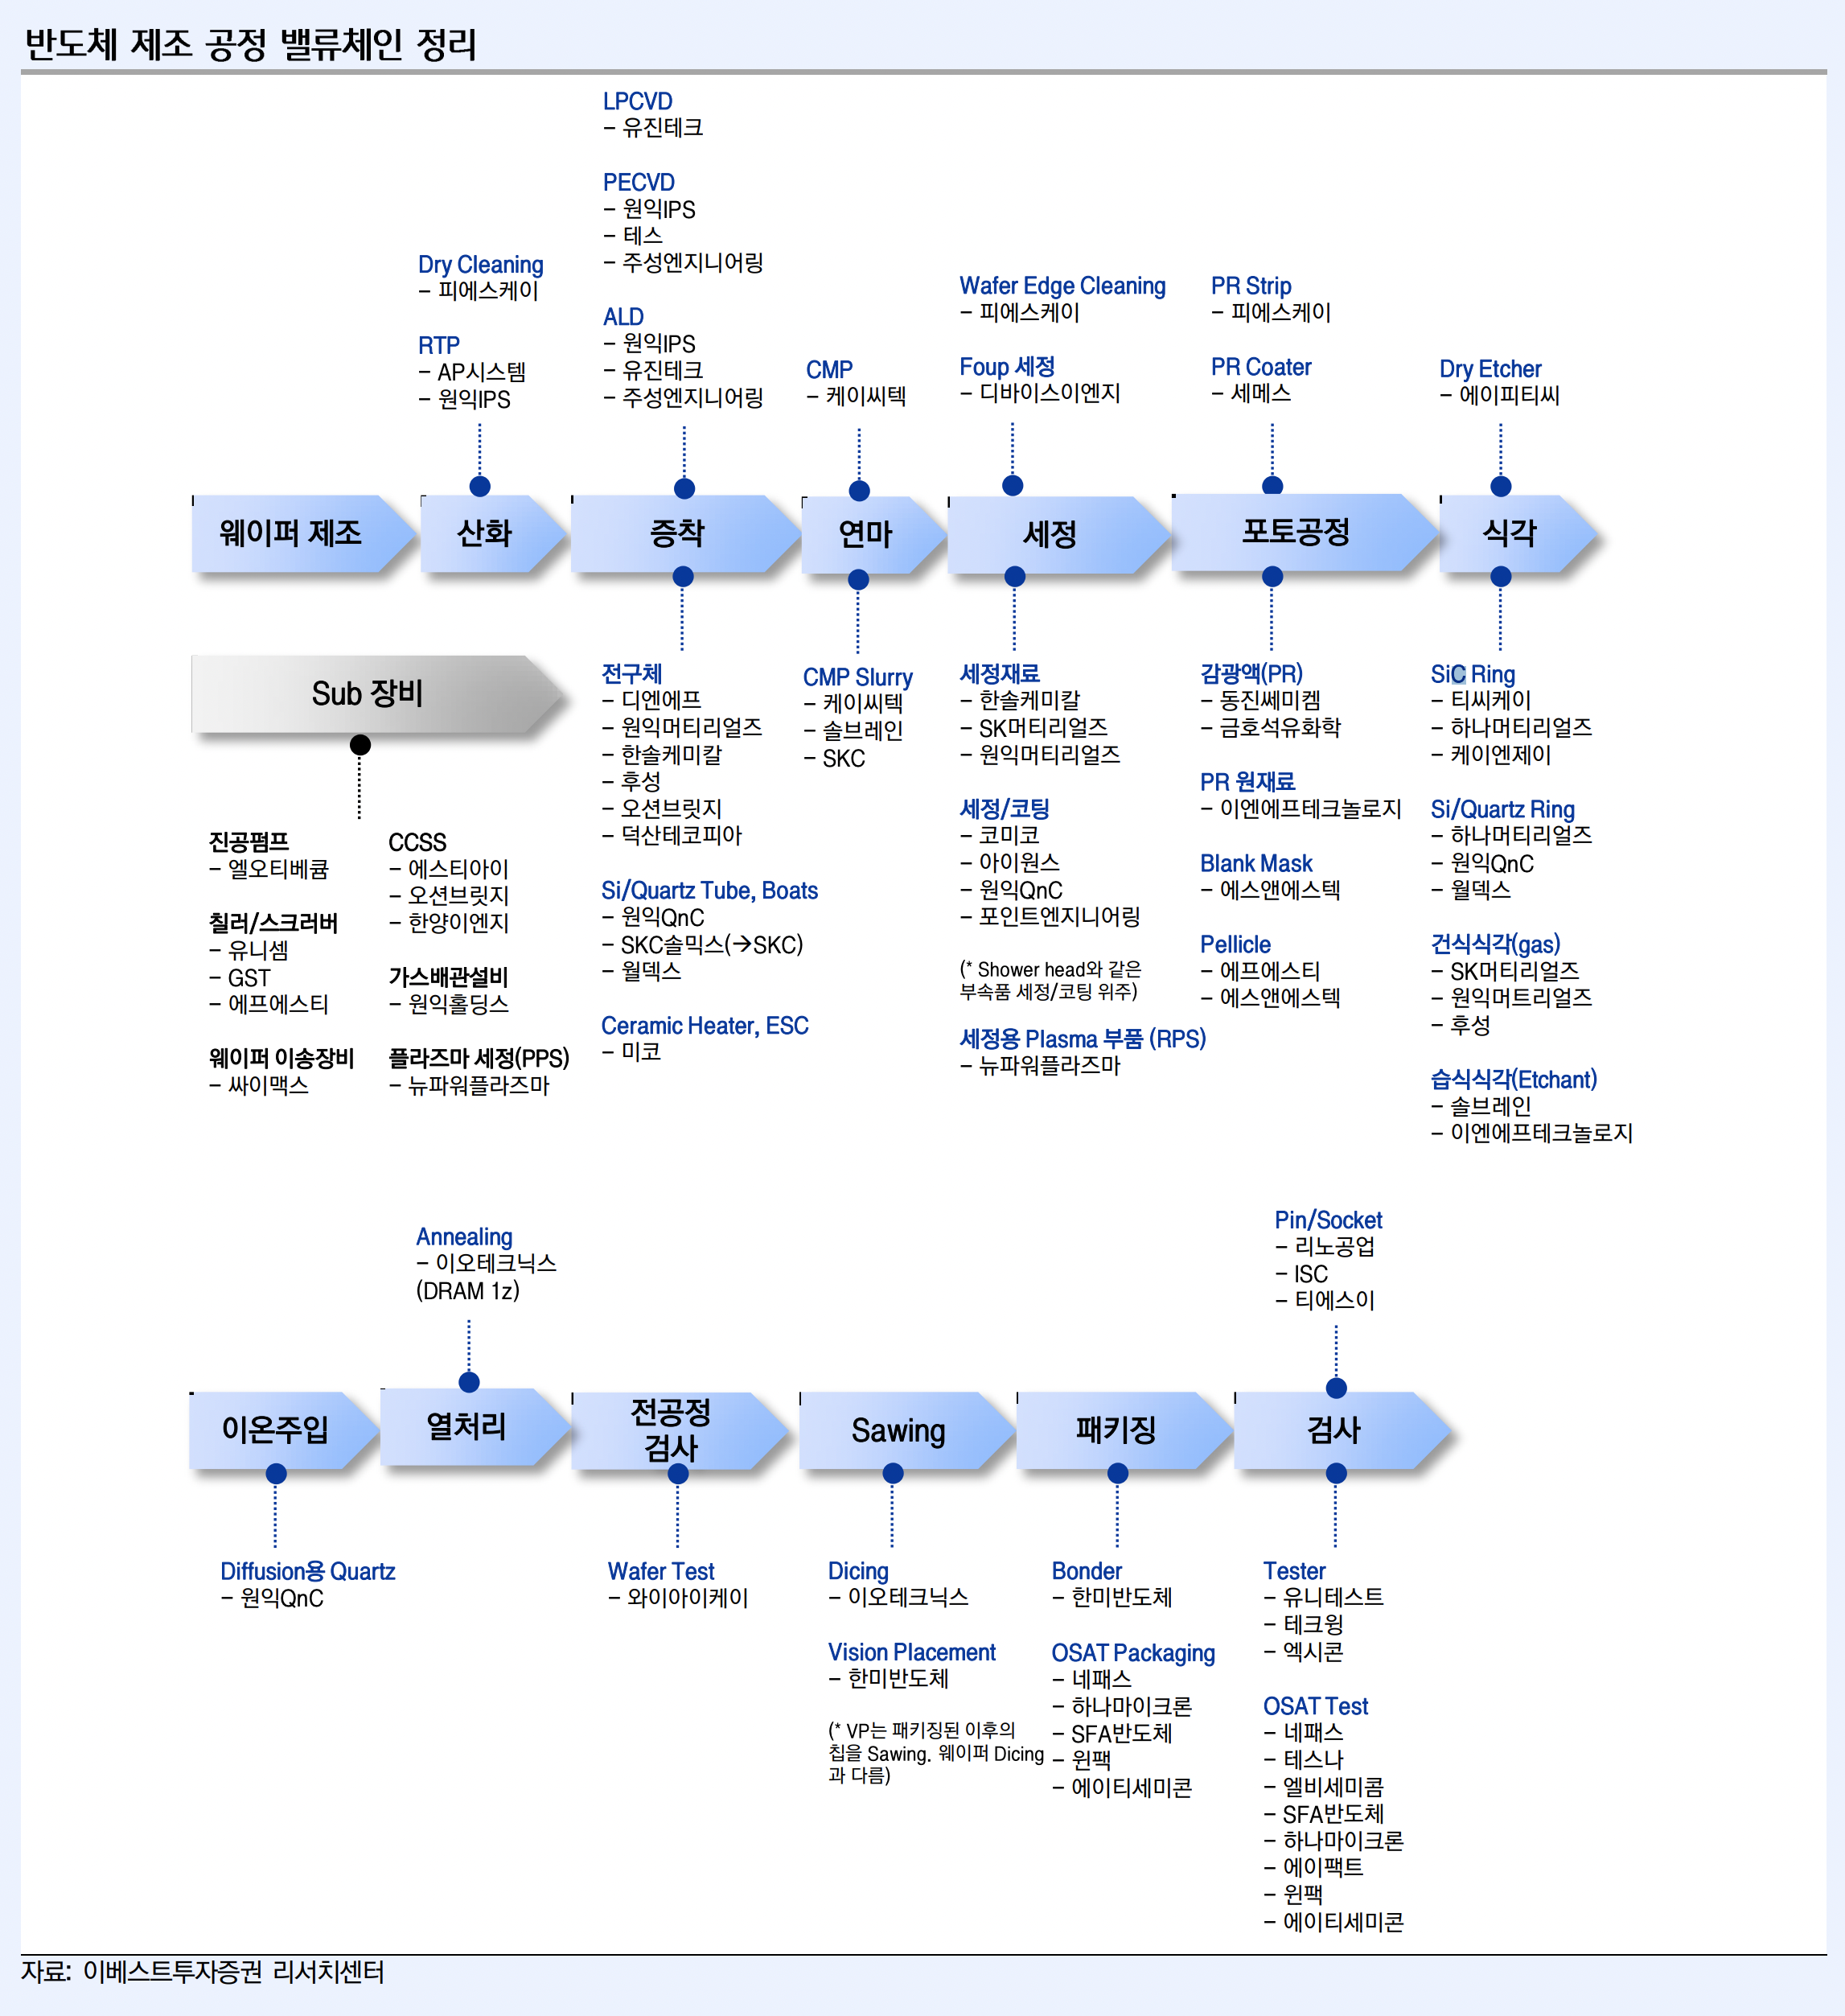 반도체 제조 공정 밸류체인 정리
LPCVD
- 유진테크
PECVD
- 원익IPS
- 테스
- 주성엔지니어링
ALD
- 원익IPS
- 유진테크
- 주성엔지니어링
Dry Cleaning
- 피에스케이
RTP
- AP시스템
- 원익IPS
CMP
- 케이씨텍
Wafer Edge Cleaning
- 피에스케이
Foup 세정
- 디바이스이엔지
PR Strip
- 피에스케이
PR Coater
- 세메스
Dry Etcher
- 에이피티씨
웨이퍼 제조
산화
증착
연마
세정
포토공정
식각
Sub 장비
진공펌프
- 엘오티베큠
칠러/스크러버
- 유니셈
- GST
- 에프에스티
웨이퍼 이송장비
- 싸이맥스
CCSS
- 에스티아이
- 오션브릿지
- 한양이엔지
가스배관설비
- 원익홀딩스
플라즈마 세정(PPS)
- 뉴파워플라즈마
전구체
- 디엔에프
- 원익머티리얼즈
- 한솔케미칼
- 후성
- 오션브릿지
- 덕산테코피아
Si/Quartz Tube, Boats
- 원익QnC
- SKC솔믹스(→SKC)
- 월덱스
Ceramic Heater, ESC
- 미코
CMP Slurry
- 케이씨텍
- 솔브레인
- SKC
세정재료
- 한솔케미칼
- SK머티리얼즈
- 원익머티리얼즈
세정/코팅
- 코미코
- 아이원스
- 원익QnC
- 포인트엔지니어링
(* Shower head와 같은
부속품 세정/코팅 위주)
세정용 Plasma 부품 (RPS)
- 뉴파워플라즈마
감광액(PR)
- 동진쎄미켐
- 금호석유화학
PR 원재료
- 이엔에프테크놀로지
Blank Mask
- 에스앤에스텍
Pellicle
- 에프에스티
- 에스앤에스텍
SiC Ring
- 티씨케이
- 하나머티리얼즈
- 케이엔제이
Si/Quartz Ring
- 하나머티리얼즈
- 원익QnC
- 월덱스
건식식각(gas)
- SK머티리얼즈
- 원익머트리얼즈
- 후성
습식식각(Etchant)
- 솔브레인
- 이엔에프테크놀로지
Annealing
- 이오테크닉스
(DRAM 1z)
Pin/Socket
- 리노공업
- ISC
- 티에스이
이온주입
열처리
전공정
검사
Sawing
패키징
검사
Diffusion용 Quartz
- 원익QnC
Wafer Test
- 와이아이케이
Dicing
- 이오테크닉스
Vision Placement
- 한미반도체
(* VP는 패키징된 이후의
칩을 Sawing. 웨이퍼 Dicing
과 다름)
Bonder
- 한미반도체
OSAT Packaging
- 네패스
- 하나마이크론
- SFA반도체
- 윈팩
- 에이티세미콘
Tester
- 유니테스트
- 테크윙
- 엑시콘
OSAT Test
- 네패스
- 테스나
- 엘비세미콤
- SFA반도체
- 하나마이크론
- 에이팩트
- 윈팩
- 에이티세미콘
자료: 이베스트투자증권 리서치센터